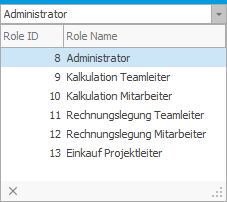 Administrator
Role ID Role Name
8 Administrator
9 Kalkulation Teamleiter
10 Kalkulation Mitarbeiter
11 Rechnungslegung Teamleiter
12 Rechnungslegung Mitarbeiter
13 Einkauf Projektleiter